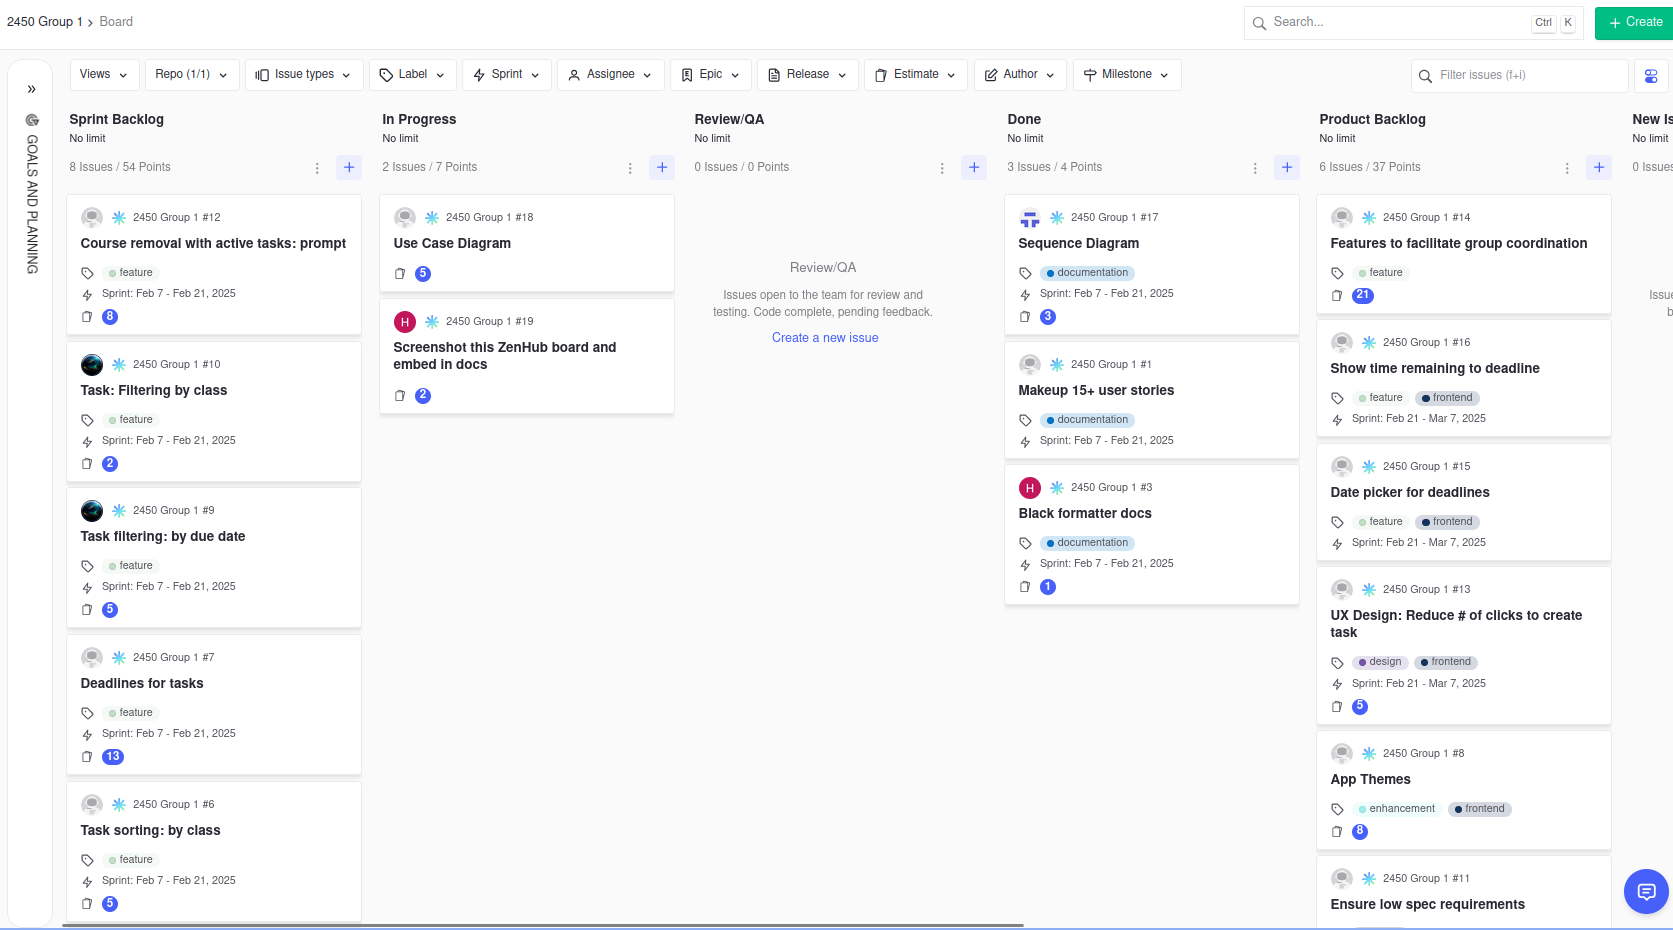 2450 Group 1 › Board
Search...
Ctrl K
+ Create
Views
Repo (1/1)
Issue types
Label
Sprint
Assignee
Epic
Release
Estimate
Author
Milestone
Filter issues (f+i)
»
GOALS AND PLANNING
Sprint Backlog
No limit
8 Issues / 54 Points
2450 Group 1 #12
Course removal with active tasks: prompt
feature
Sprint: Feb 7 - Feb 21, 2025
8
2450 Group 1 #10
Task: Filtering by class
feature
Sprint: Feb 7 - Feb 21, 2025
2
2450 Group 1 #9
Task filtering: by due date
feature
Sprint: Feb 7 - Feb 21, 2025
5
2450 Group 1 #7
Deadlines for tasks
feature
Sprint: Feb 7 - Feb 21, 2025
13
2450 Group 1 #6
Task sorting: by class
feature
Sprint: Feb 7 - Feb 21, 2025
5
In Progress
No limit
2 Issues / 7 Points
2450 Group 1 #18
Use Case Diagram
5
H 2450 Group 1 #19
Screenshot this ZenHub board and
embed in docs
2
Review/QA
No limit
0 Issues / 0 Points
Review/QA
Issues open to the team for review and
testing. Code complete, pending feedback.
Create a new issue
Done
No limit
3 Issues / 4 Points
2450 Group 1 #17
Sequence Diagram
documentation
Sprint: Feb 7 - Feb 21, 2025
3
2450 Group 1 #1
Makeup 15+ user stories
documentation
Sprint: Feb 7 - Feb 21, 2025
H 2450 Group 1 #3
Black formatter docs
documentation
Sprint: Feb 7 - Feb 21, 2025
1
Product Backlog
No limit
6 Issues / 37 Points
2450 Group 1 #14
Features to facilitate group coordination
feature
21
2450 Group 1 #16
Show time remaining to deadline
feature frontend
Sprint: Feb 21 - Mar 7, 2025
2450 Group 1 #15
Date picker for deadlines
feature frontend
Sprint: Feb 21 - Mar 7, 2025
2450 Group 1 #13
UX Design: Reduce # of clicks to create
task
design frontend
Sprint: Feb 21 - Mar 7, 2025
5
2450 Group 1 #8
App Themes
enhancement frontend
8
2450 Group 1 #11
Ensure low spec requirements
New Is
No limit
0 Issues
Issue
b